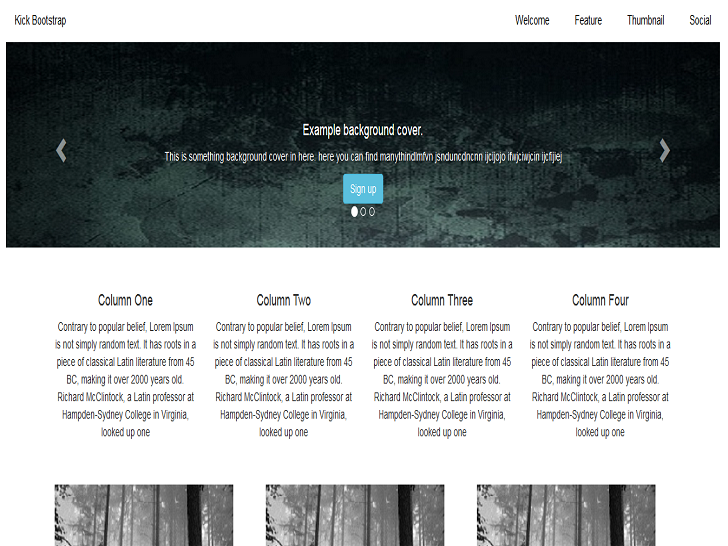 Kick Bootstrap
Welcome Feature Thumbnail Social
Example background cover.
This is something background cover in here. here you can find manythindlmfvn jsnduncdncnn ijcijojo ifwjciwjcin ijcfijiej
Sign up
Column One
Contrary to popular belief, Lorem Ipsum
is not simply random text. It has roots in a
piece of classical Latin literature from 45
BC, making it over 2000 years old.
Richard McClintock, a Latin professor at
Hampden-Sydney College in Virginia,
looked up one
Column Two
Contrary to popular belief, Lorem Ipsum
is not simply random text. It has roots in a
piece of classical Latin literature from 45
BC, making it over 2000 years old.
Richard McClintock, a Latin professor at
Hampden-Sydney College in Virginia,
looked up one
Column Three
Contrary to popular belief, Lorem Ipsum
is not simply random text. It has roots in a
piece of classical Latin literature from 45
BC, making it over 2000 years old.
Richard McClintock, a Latin professor at
Hampden-Sydney College in Virginia,
looked up one
Column Four
Contrary to popular belief, Lorem Ipsum
is not simply random text. It has roots in a
piece of classical Latin literature from 45
BC, making it over 2000 years old.
Richard McClintock, a Latin professor at
Hampden-Sydney College in Virginia,
looked up one